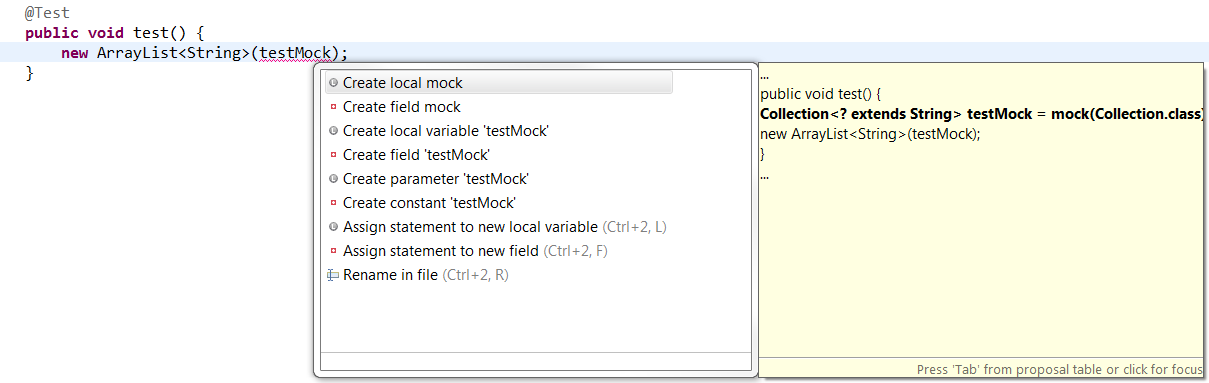 @Test
public void test() {
new ArrayList<String>(testMock);
}
Create local mock
Create field mock
Create local variable 'testMock'
Create field 'testMock'
Create parameter 'testMock'
Create constant 'testMock'
Assign statement to new local variable (Ctrl+2, L)
Assign statement to new field (Ctrl+2, F)
Rename in file (Ctrl+2, R)
...
public void test() {
Collection<? extends String> testMock = mock(Collection.class)
new ArrayList<String>(testMock);
}
...
Press 'Tab' from proposal table or click for focus